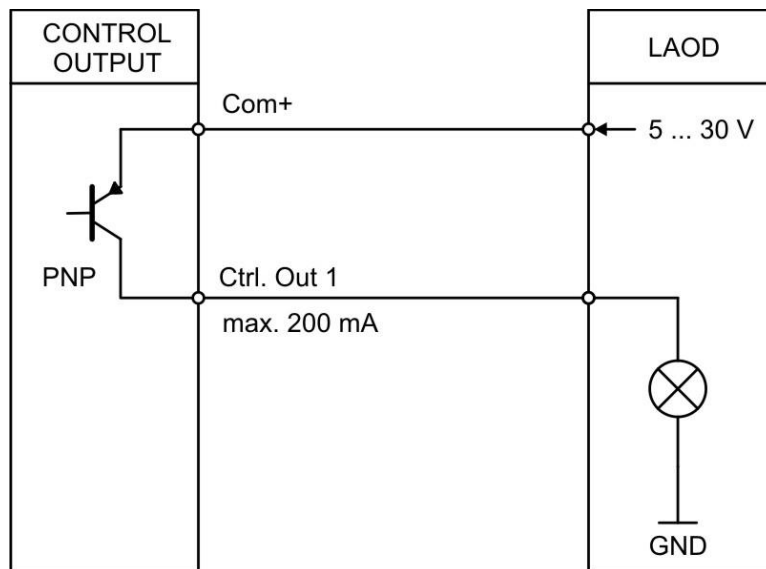 CONTROL
OUTPUT
LAOD
Com+
5 ... 30 V
PNP
Ctrl. Out 1
max. 200 mA
GND